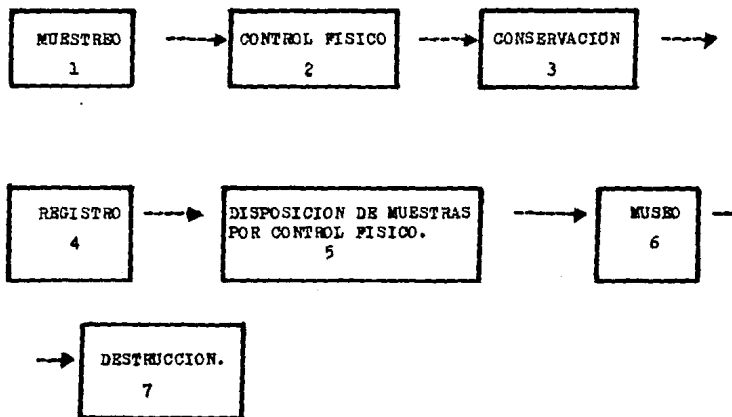 MUESTREO
1
CONTROL FISICO
2
CONSERVACIÓN
3
REGISTRO
4
DISPOSICION DE MUESTRAS
POR CONTROL FISICO.
5
MUSEO
6
DESTRUCCION.
7